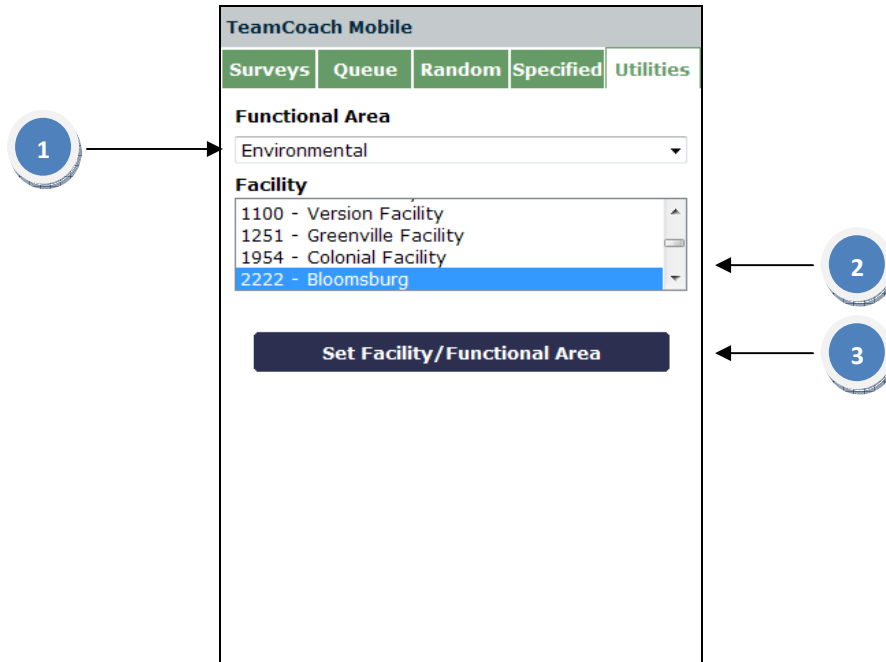 TeamCoach Mobile
Surveys Queue Random Specified Utilities
Functional Area
1
Environmental
Facility
1100 - Version Facility
1251 - Greenville Facility
1954 - Colonial Facility
2222 - Bloomsburg
2
Set Facility/Functional Area
3